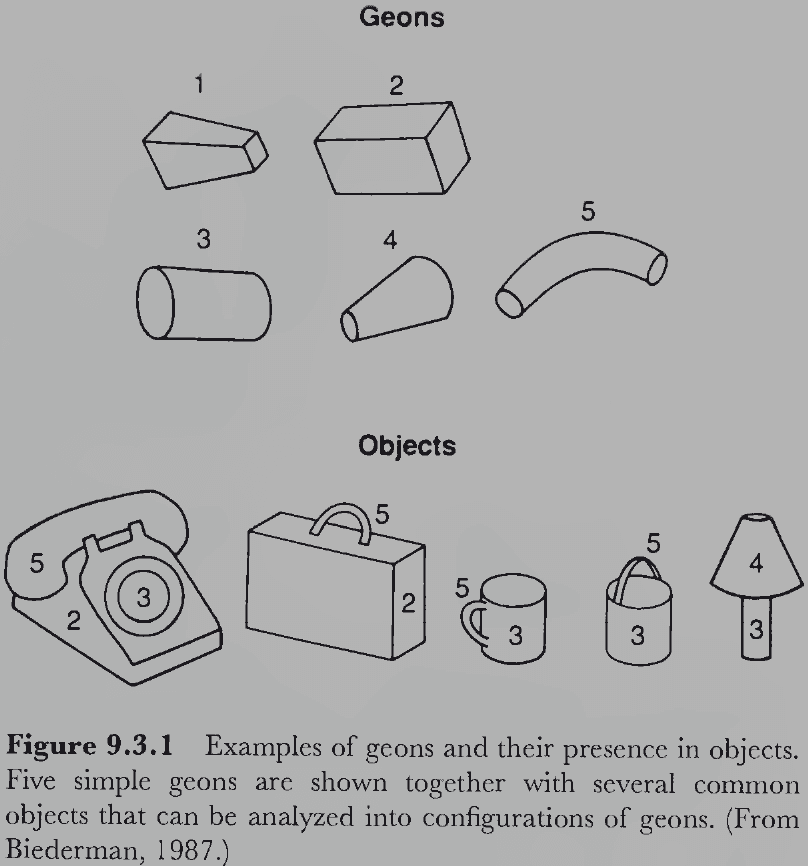 Geons
1 2
3 4 5
Objects
5 2 3
5 2
5 3
5 3
4 3
Figure 9.3.1 Examples of geons and their presence in objects.
Five simple geons are shown together with several common
objects that can be analyzed into configurations of geons. (From
Biederman, 1987.)